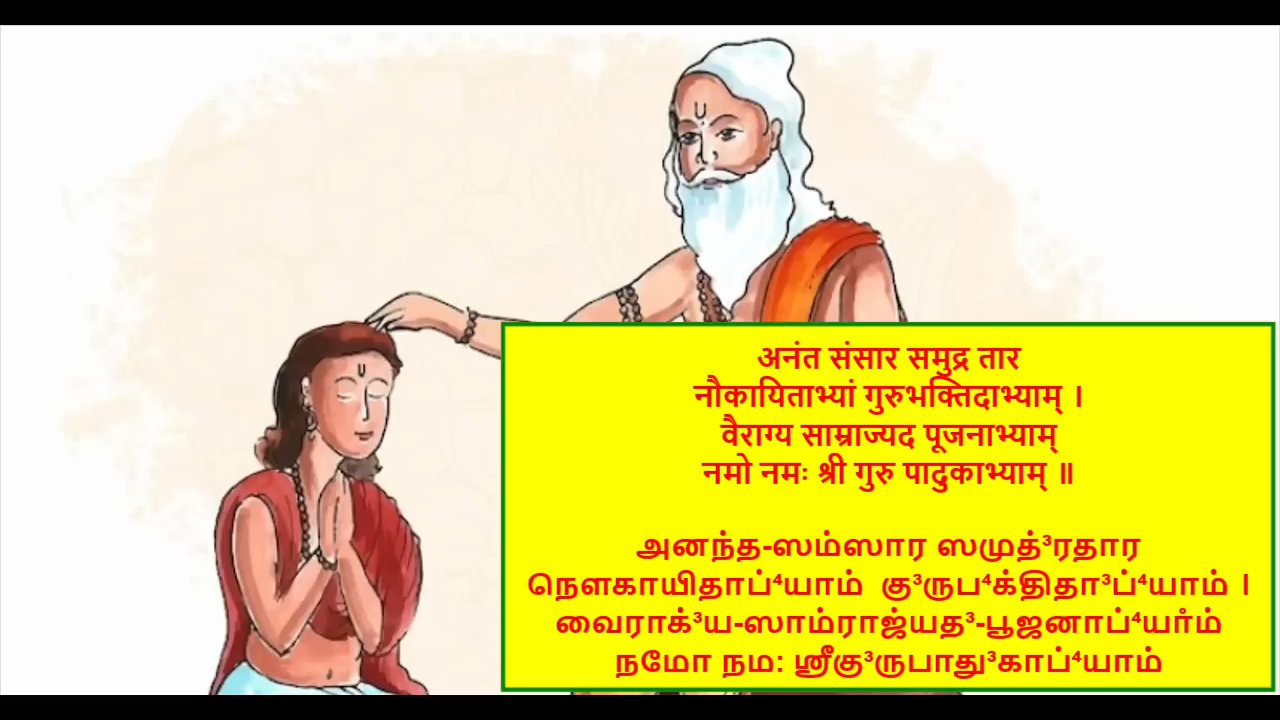 अनंत संसार समुद्र तार
नौकायिताभ्यां गुरुभक्तिदाभ्याम् ।
वैराग्य साम्राज्यद पूजनाभ्याम्
नमो नमः श्री गुरु पादुकाभ्याम् ॥
அனந்த-ஸம்ஸார ஸமுத்³ரதார
நௌகாயிதாப்⁴யாம் கு³ருப⁴க்திதா³ப்⁴யாம் ।
வைராக்³ய-ஸாம்ராஜ்யத³-பூஜனாப்⁴யாம்
நமோ நம: ஶ்ரீகு³ருபாது³காப்⁴யாம்